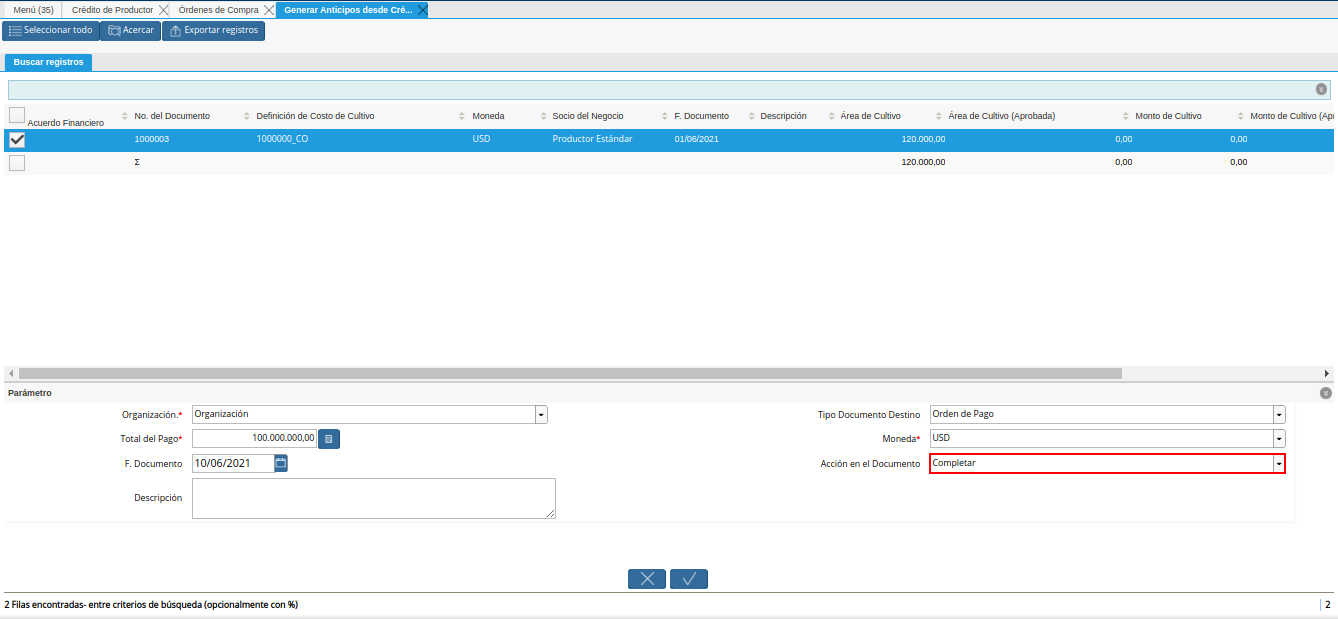 Menú (35) Crédito de Productor Órdenes de Compra Generar Anticipos desde Cré...
Seleccionar todo Acercar Exportar registros
Buscar registros
Acuerdo Financiero No. del Documento Definición de Costo de Cultivo Moneda Socio del Negocio F. Documento Descripción Área de Cultivo Área de Cultivo (Aprobada) Monto de Cultivo Monto de Cultivo (Apr
1000003 1000000_CO USD Productor Estándar 01/06/2021 120.000,00 0,00 0,00
Σ 120.000,00 0,00 0,00
Parámetro
Organización.* Organización Tipo Documento Destino Orden de Pago
Total del Pago* 100.000.000,00 Moneda* USD
F. Documento 10/06/2021 Acción en el Documento Completar
Descripción
2 Filas encontradas- entre criterios de búsqueda (opcionalmente con %) 2